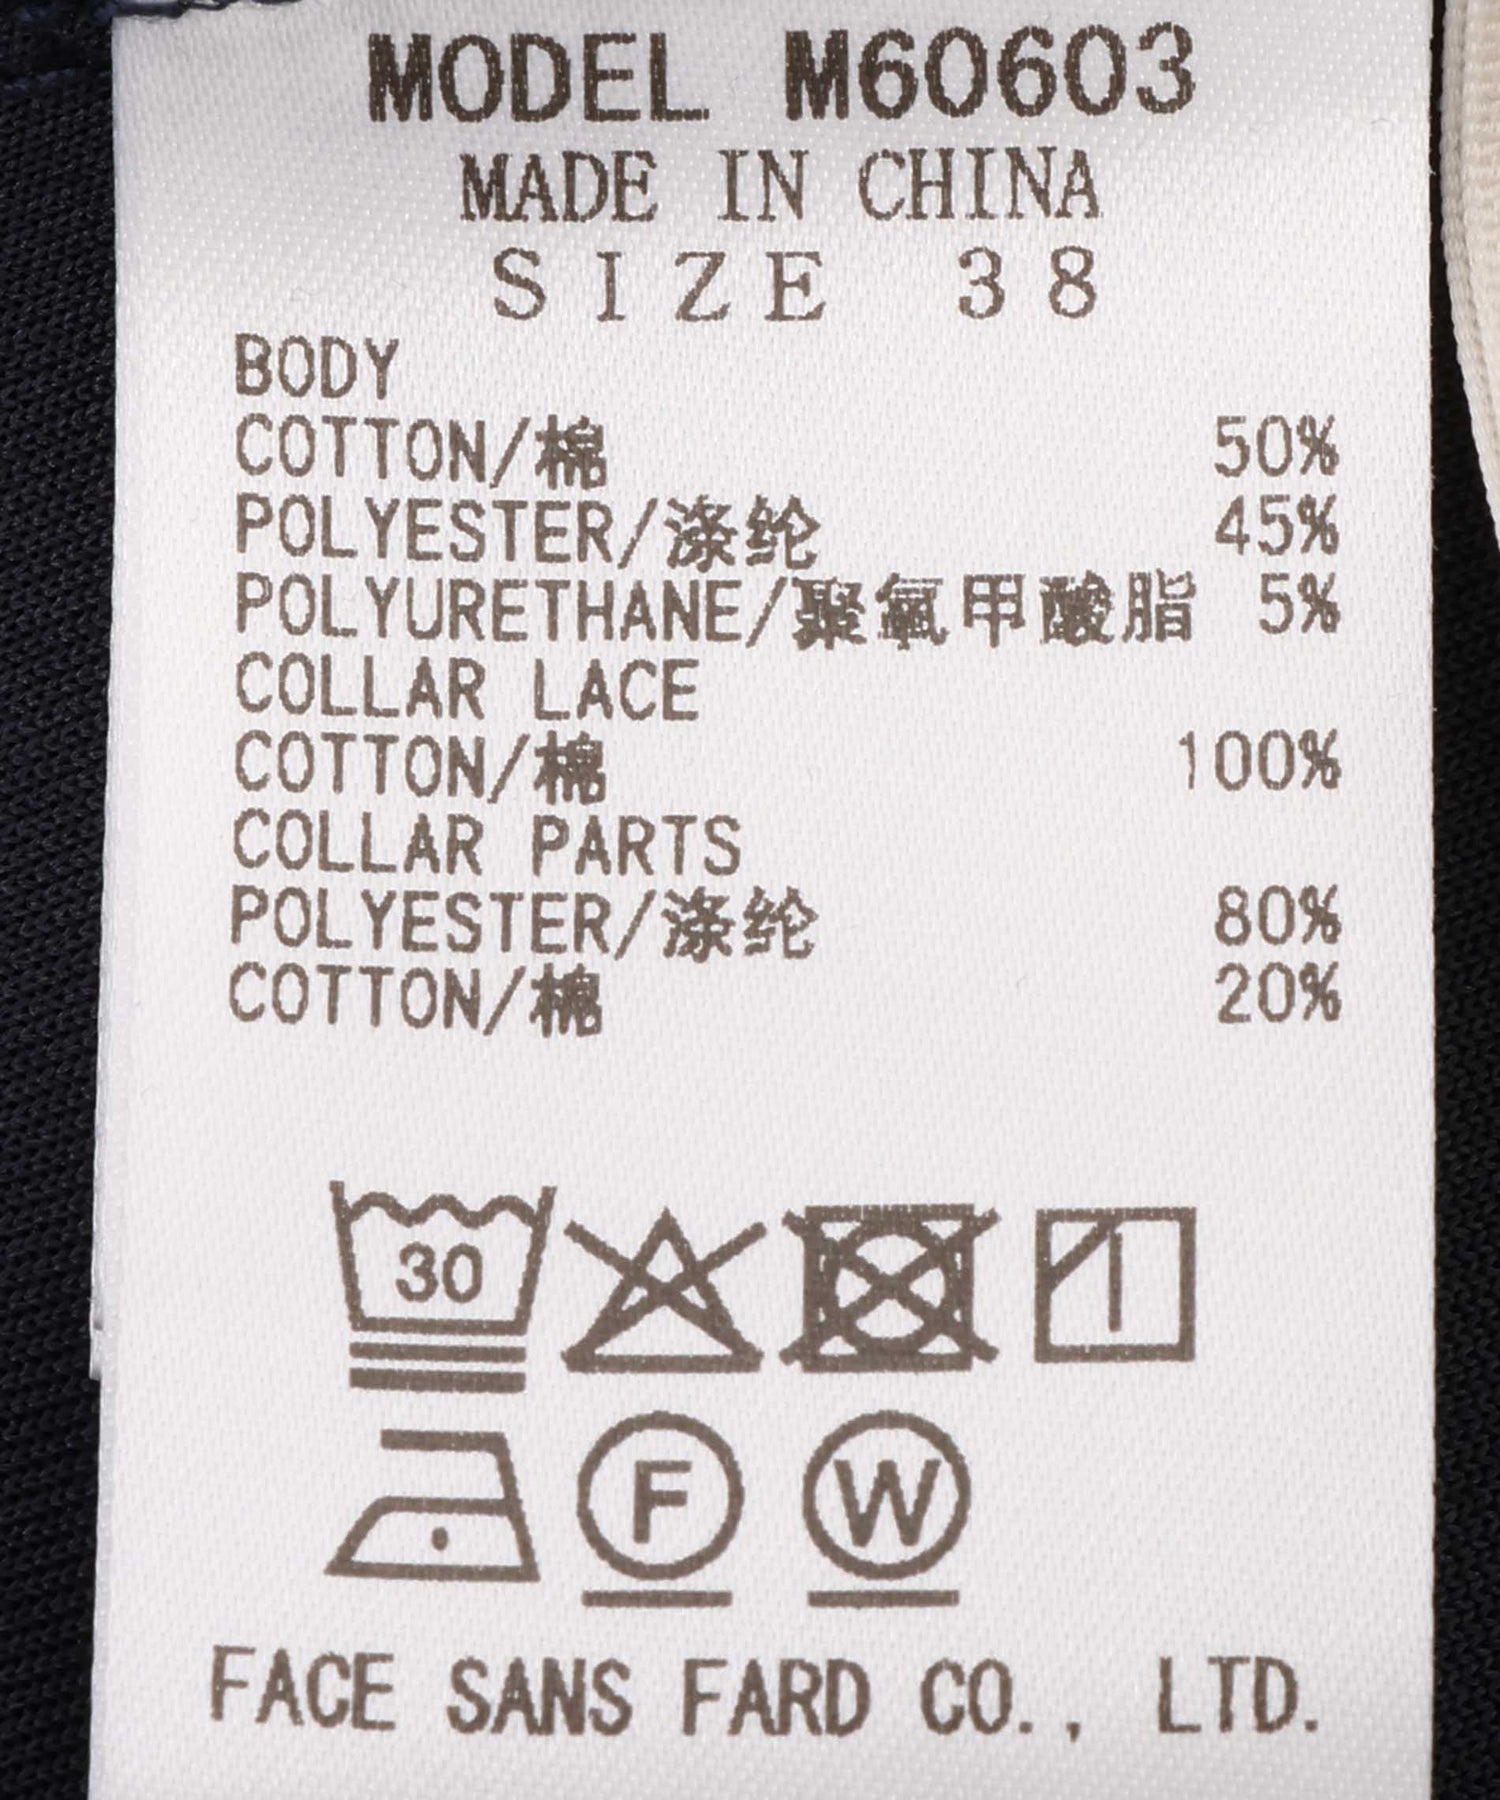 MODEL M60603
MADE IN CHINA
SIZE 38
BODY
COTTON/棉 50%
POLYESTER/涤纶 45%
POLYURETHANE/聚氧甲酸脂 5%
COLLAR LACE
COTTON/棉 100%
COLLAR PARTS
POLYESTER/涤纶 80%
COTTON/棉 20%
30
F W
FACE SANS FARD CO., LTD.